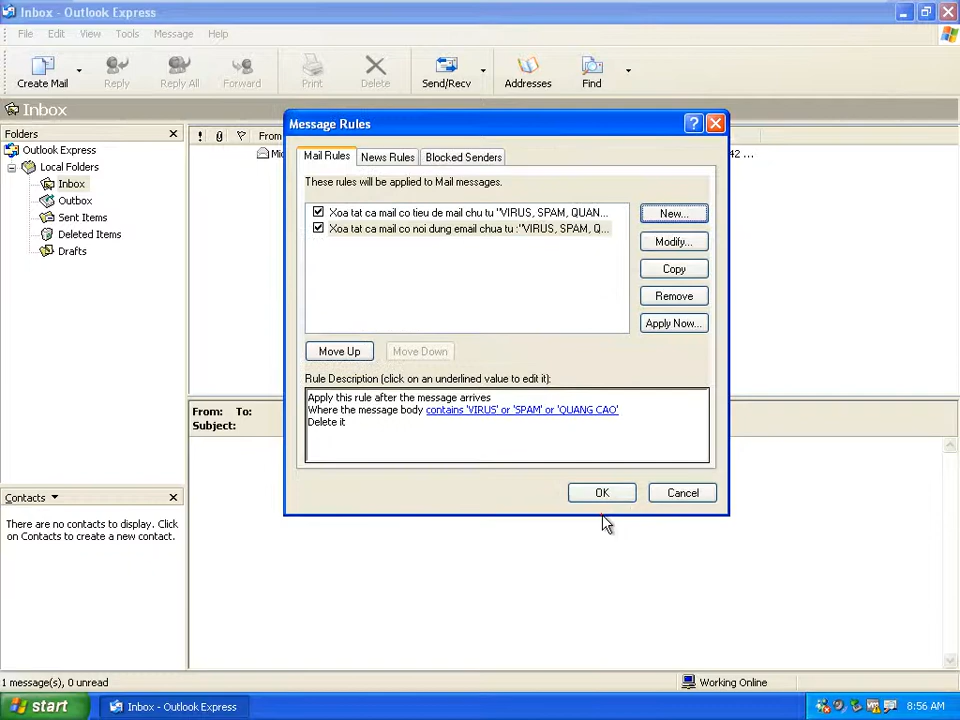 Inbox - Outlook Express
File Edit View Tools Message Help
Create Mail Reply Reply All Forward Print Delete Send/Recv Addresses Find
Inbox
Folders
! From
Outlook Express
Local Folders
Inbox
Outbox
Sent Items
Deleted Items
Drafts
42 ...
Message Rules
Mail Rules News Rules Blocked Senders
These rules will be applied to Mail messages.
Xoa tat ca mail co tieu de mail chu tu "VIRUS, SPAM, QUAN...
Xoa tat ca mail co noi dung email chua tu :"VIRUS, SPAM, Q...
New...
Modify...
Copy
Remove
Apply Now...
Move Up Move Down
Rule Description (click on an underlined value to edit it):
Apply this rule after the message arrives
Where the message body contains 'VIRUS' or 'SPAM' or 'QUANG CAO'
Delete it
OK Cancel
From: To:
Subject:
Contacts
There are no contacts to display. Click
on Contacts to create a new contact.
1 message(s), 0 unread
Working Online
start
Inbox - Outlook Express
8:56 AM